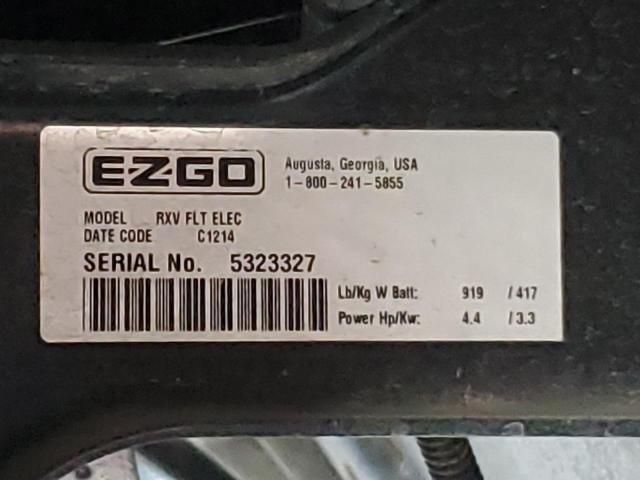 E-Z-GO
Augusta, Georgia, USA
1-800-241-5855
MODEL RXV FLT ELEC
DATE CODE C1214
SERIAL No. 5323327
Lb/Kg W Batt: 919 / 417
Power Hp/Kw: 4.4 / 3.3